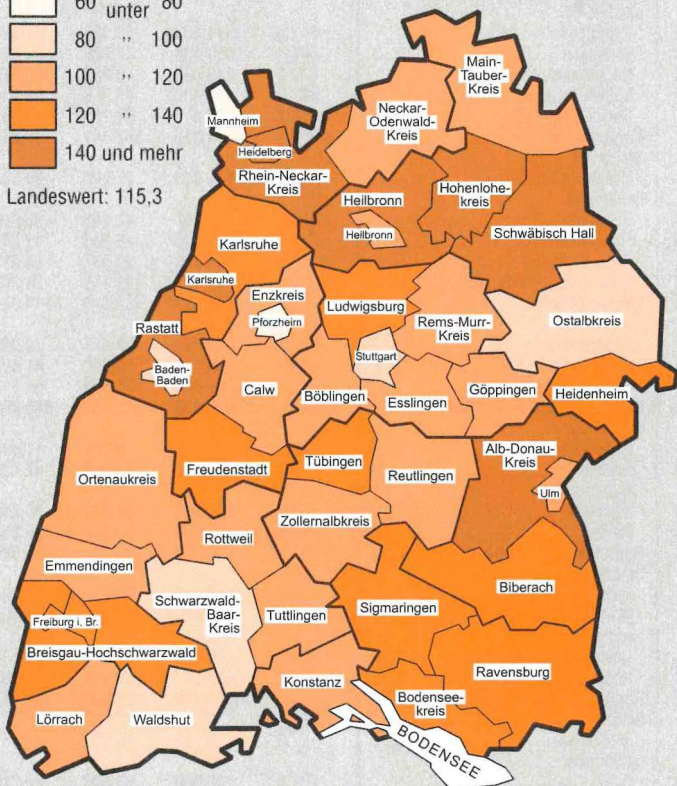 60 unter 80
80 " 100
100 " 120
120 " 140
140 und mehr
Landeswert: 115,3
Main-
Tauber-
Kreis
Neckar-
Odenwald-
Kreis
Mannheim
Heidelberg
Rhein-Neckar-
Kreis
Heilbronn
Heilbronn
Hohenlohe-
kreis
Schwäbisch Hall
Karlsruhe
Karlsruhe
Enzkreis
Pforzheim
Ludwigsburg
Rems-Murr-
Kreis
Ostalbkreis
Rastatt
Baden-
Baden
Stuttgart
Calw
Böblingen
Esslingen
Göppingen
Heidenheim
Ortenaukreis
Freudenstadt
Tübingen
Reutlingen
Alb-Donau-
Kreis
Ulm
Rottweil
Zollernalbkreis
Emmendingen
Schwarzwald-
Baar-
Kreis
Tuttlingen
Sigmaringen
Biberach
Freiburg i. Br.
Breisgau-Hochschwarzwald
Konstanz
Ravensburg
Bodensee-
kreis
Lörrach
Waldshut
BODENSEE